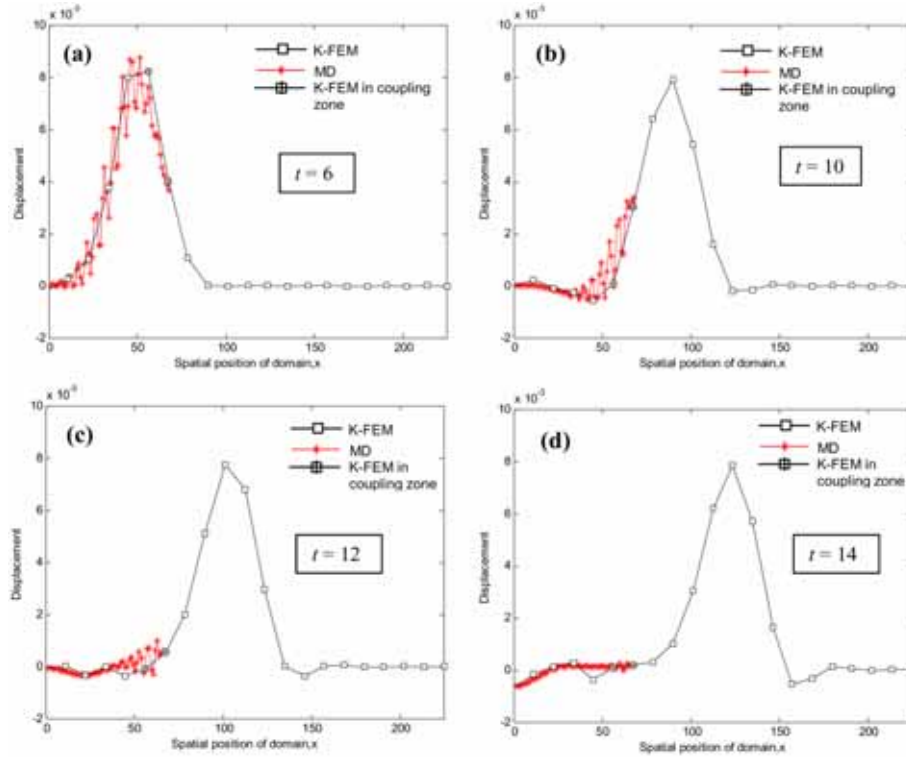 x 10⁻³
(a)
K-FEM
MD
K-FEM in coupling
zone
t = 6
Displacement
10
8
6
4
2
0
-2
0
50
100
150
200
Spatial position of domain,x
x 10⁻³
(b)
K-FEM
MD
K-FEM in coupling
zone
t = 10
Displacement
10
8
6
4
2
0
-2
0
50
100
150
200
Spatial position of domain,x
x 10⁻³
(c)
K-FEM
MD
K-FEM in
coupling zone
t = 12
Displacement
10
8
6
4
2
0
-2
0
50
100
150
200
Spatial position of domain,x
x 10⁻³
(d)
K-FEM
MD
K-FEM in
coupling zone
t = 14
Displacement
10
8
6
4
2
0
-2
0
50
100
150
200
Spatial position of domain,x